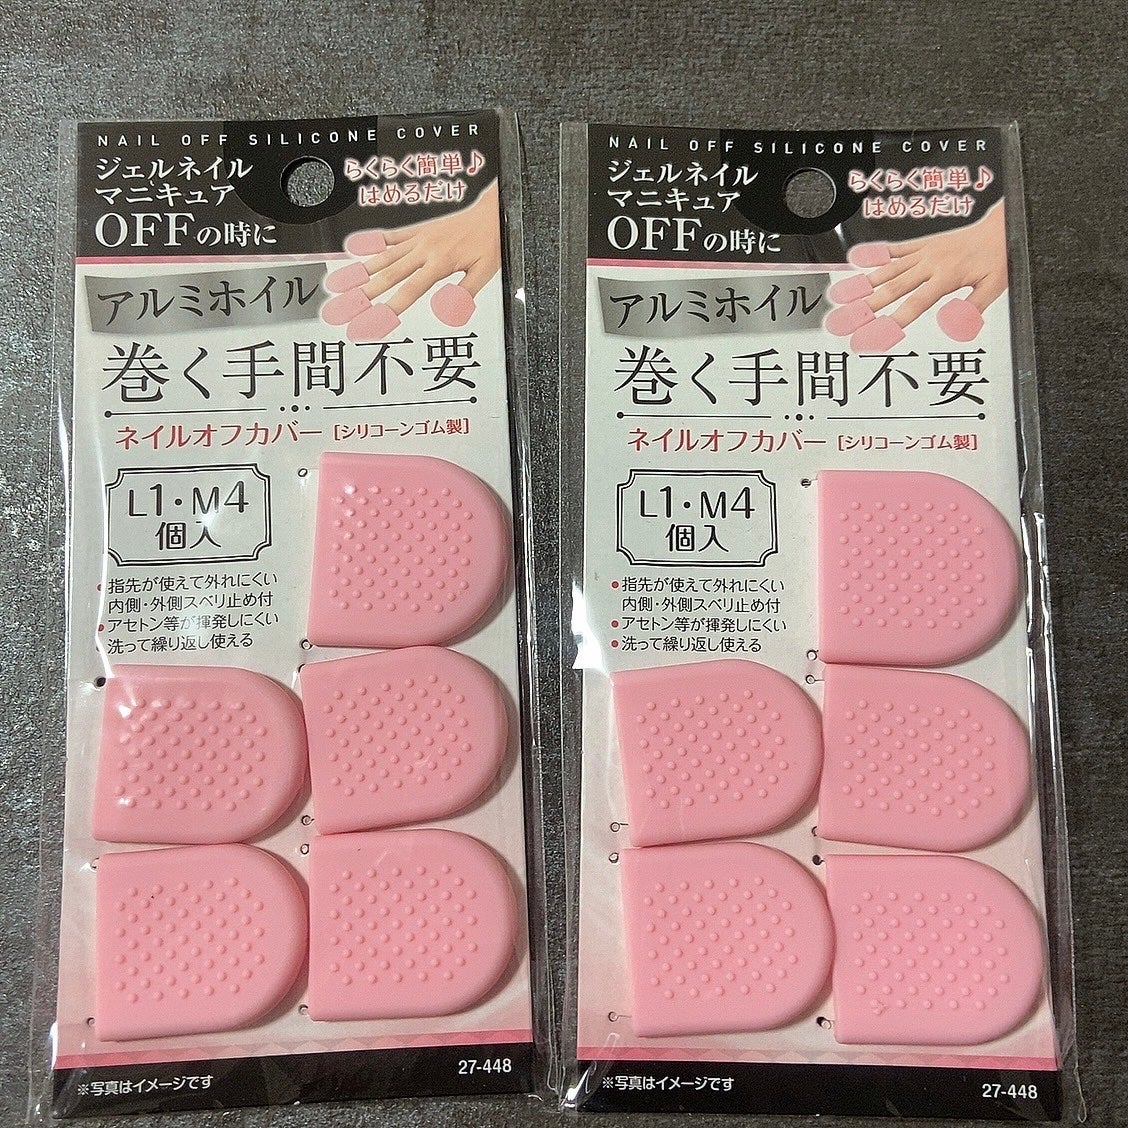 NAIL OFF SILICONE COVER
ジェルネイル
マニキュア
OFFの時に
らくらく簡単♪
はめるだけ
アルミホイル
巻く手間不要
ネイルオフカバー [シリコーンゴム製]
L1・M4
個入
●指先が使えて外れにくい
内側・外側スベリ止め付
●アセトン等が揮発しにくい
●洗って繰り返し使える
※写真はイメージです
27-448
NAIL OFF SILICONE COVER
ジェルネイル
マニキュア
OFFの時に
らくらく簡単♪
はめるだけ
アルミホイル
巻く手間不要
ネイルオフカバー [シリコーンゴム製]
L1・M4
個入
●指先が使えて外れにくい
内側・外側スベリ止め付
●アセトン等が揮発しにくい
●洗って繰り返し使える
※写真はイメージです
27-448